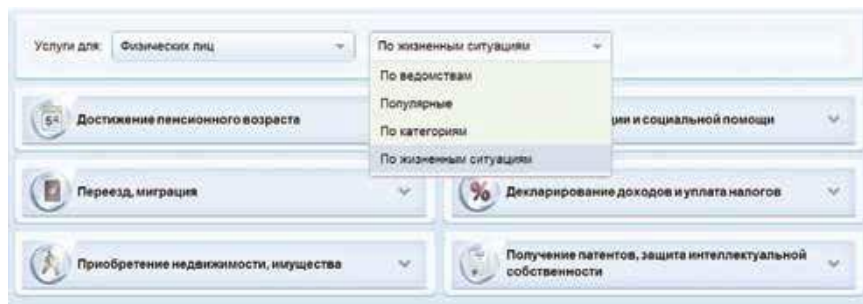 Услуги для: Физических лиц По жизненным ситуациям
По ведомствам
Популярные
По категориям
По жизненным ситуациям
Достижение пенсионного возраста
и социальной помощи
Переезд, миграция
Декларирование доходов и уплата налогов
Приобретение недвижимости, имущества
Получение патентов, защита интеллектуальной
собственности